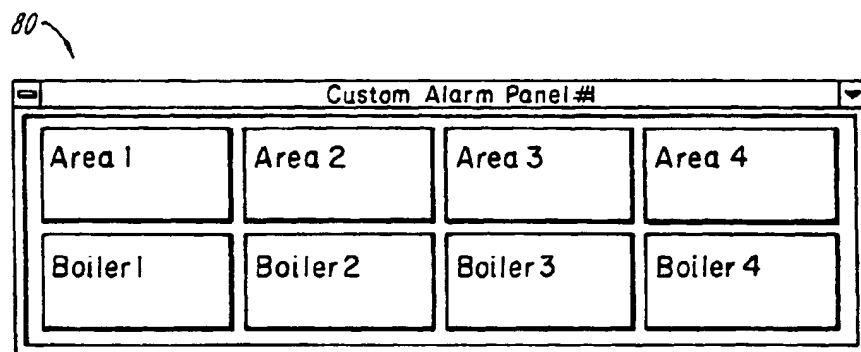 80
Custom Alarm Panel #1
Area 1 Area 2 Area 3 Area 4
Boiler 1 Boiler 2 Boiler 3 Boiler 4